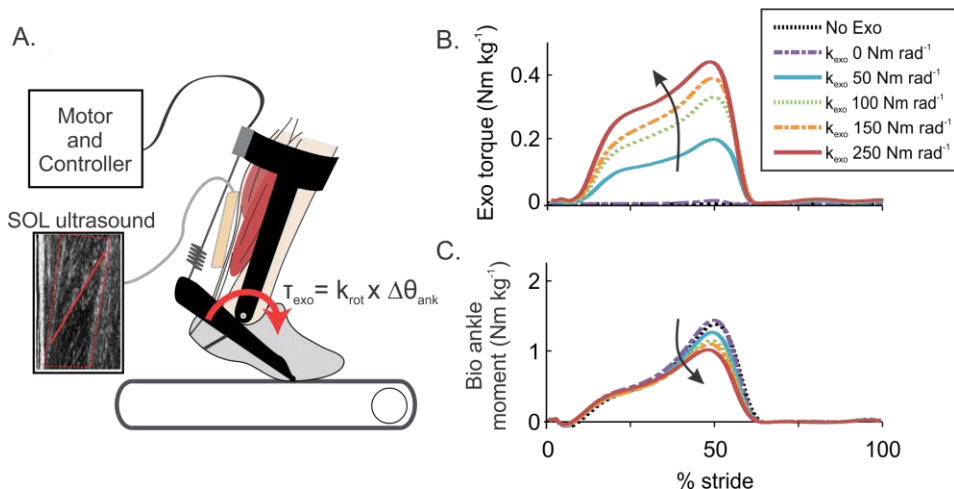 A.
Motor
and
Controller
SOL ultrasound
τexo= krot x Δθank
B.
Exo torque (Nm kg⁻¹)
0.4
0.2
0
No Exo
kexo 0 Nm rad⁻¹
kexo 50 Nm rad⁻¹
kexo 100 Nm rad⁻¹
kexo 150 Nm rad⁻¹
kexo 250 Nm rad⁻¹
C.
Bio ankle
moment (Nm kg⁻¹)
2
1
0
0
50
100
% stride